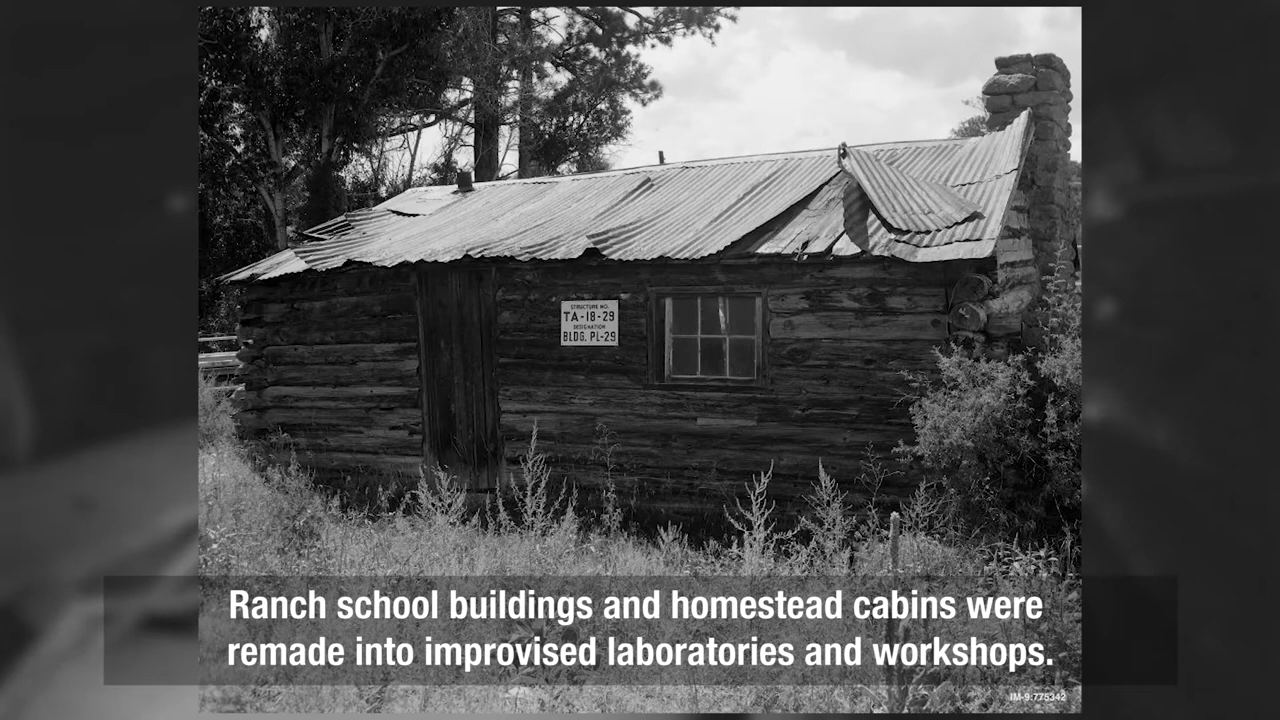 STRUCTURE NO.
TA-18-29
DESIGNATION
BLDG. PL-29
Ranch school buildings and homestead cabins were
remade into improvised laboratories and workshops.
IM-9:775342